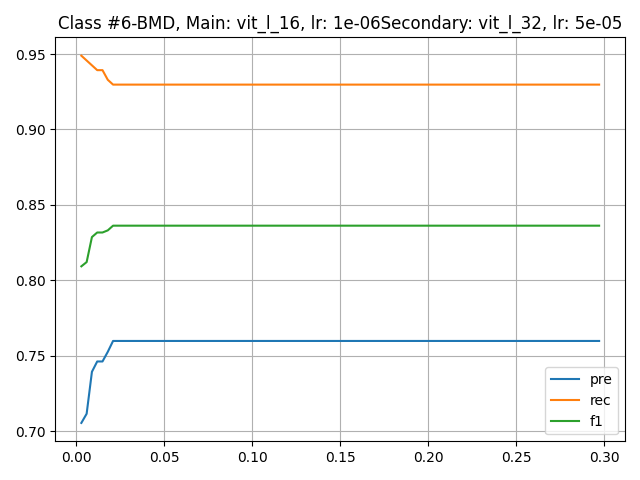 Class #6-BMD, Main: vit_l_16, lr: 1e-06Secondary: vit_l_32, lr: 5e-05
0.95
0.90
0.85
0.80
0.75
0.70
0.00 0.05 0.10 0.15 0.20 0.25 0.30
pre
rec
f1